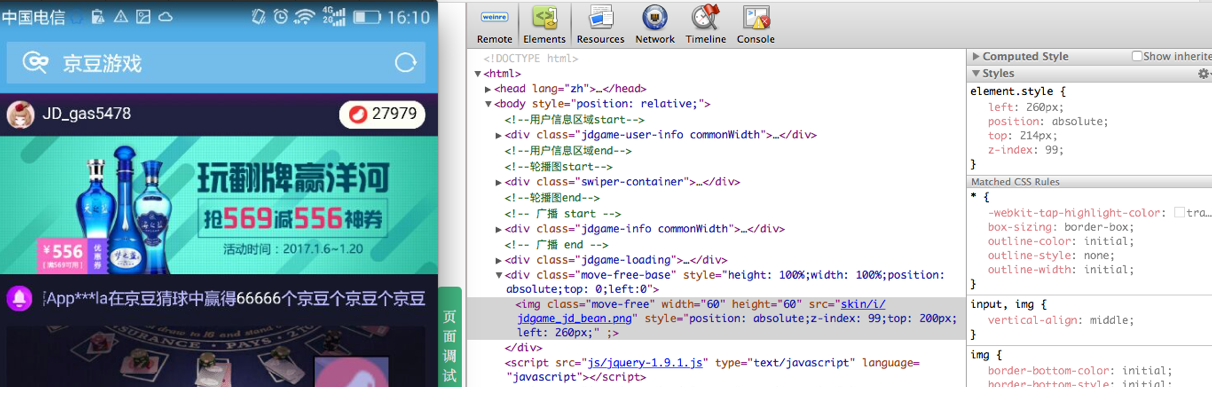 中国电信
4G
2G
16:10
京豆游戏
JD_gas5478
27979
玩翻牌赢洋河
抢569减556神券
活动时间：2017.1.6-1.20
¥556
[满569可用]
优惠券
App***la在京豆猜球中赢得66666个京豆个京豆个京豆
INSURANCE
PAYS
页面调试
weinre
Remote
Elements
Resources
Network
Timeline
Console
<!DOCTYPE html>
▼<html>
▶<head lang="zh">…</head>
▼<body style="position: relative;">
<!--用户信息区域start-->
▶<div class="jdgame-user-info commonWidth">…</div>
<!--用户信息区域end-->
<!--轮播图start-->
▶<div class="swiper-container">…</div>
<!--轮播图end-->
<!-- 广播 start -->
▶<div class="jdgame-info commonWidth">…</div>
<!-- 广播 end -->
▶<div class="jdgame-loading">…</div>
▼<div class="move-free-base" style="height: 100%;width: 100%;position:
absolute;top: 0;left:0">
<img class="move-free" width="60" height="60" src="skin/i/
jdgame_jd_bean.png" style="position: absolute;z-index: 99;top: 200px;
left: 260px;" ;>
</div>
<script src="js/jquery-1.9.1.js" type="text/javascript" language=
"javascript"></script>
▶ Computed Style
Show inherite
▼ Styles
element.style {
left: 260px;
position: absolute;
top: 214px;
z-index: 99;
}
Matched CSS Rules
* {
-webkit-tap-highlight-color: tra…
box-sizing: border-box;
outline-color: initial;
outline-style: none;
outline-width: initial;
}
input, img {
vertical-align: middle;
}
img {
border-bottom-color: initial;
border-bottom-style: initial;